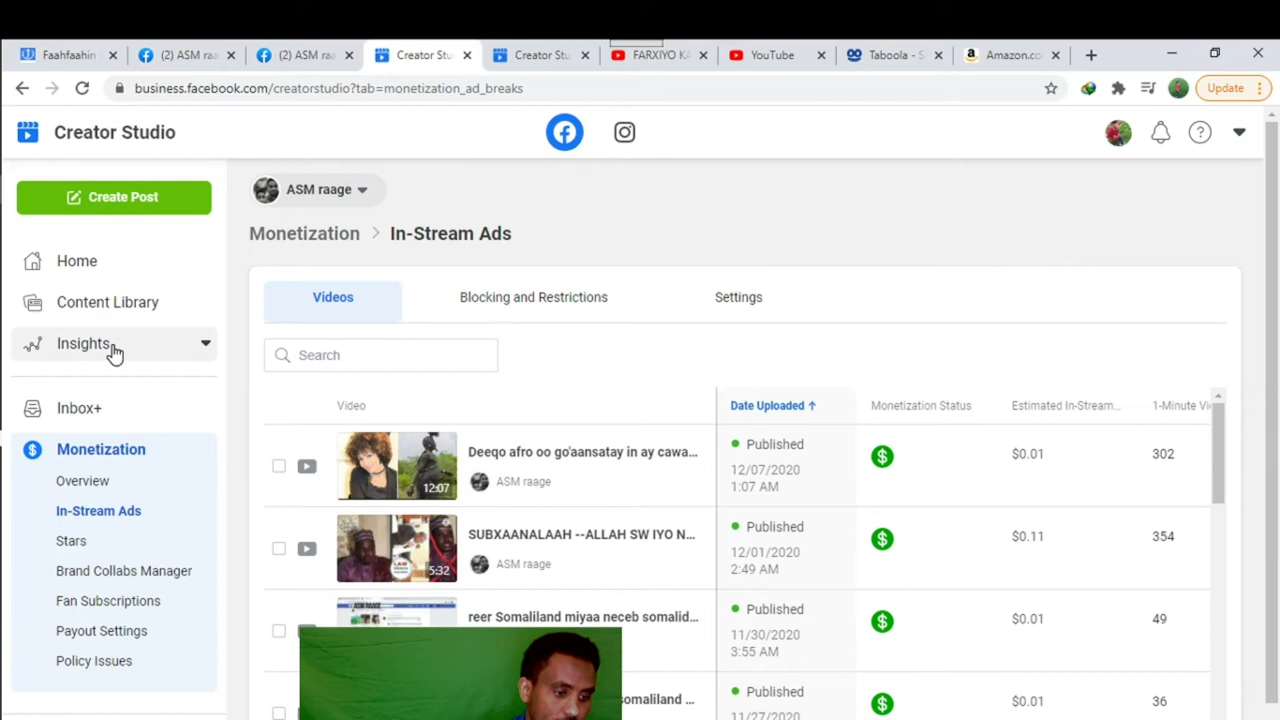 Faahfaahin
(2) ASM raa
(2) ASM raa
Creator Stu
Creator Stu
FARXIYO KA
YouTube
Taboola - S
Amazon.co
business.facebook.com/creatorstudio?tab=monetization_ad_breaks
Update
Creator Studio
Create Post
ASM raage
Monetization > In-Stream Ads
Home
Content Library
Insights
Inbox+
Monetization
Overview
In-Stream Ads
Stars
Brand Collabs Manager
Fan Subscriptions
Payout Settings
Policy Issues
Videos
Blocking and Restrictions
Settings
Search
Video
Date Uploaded ↑
Monetization Status
Estimated In-Stream...
1-Minute Vi
12:07
Deeqo afro oo go'aansatay in ay cawa...
ASM raage
Published
12/07/2020
1:07 AM
$0.01
302
5:32
SUBXAANALAAH --ALLAH SW IYO N...
ASM raage
Published
12/01/2020
2:49 AM
$0.11
354
reer Somaliland miyaa neceb somalid...
Published
11/30/2020
3:55 AM
$0.01
49
somaliland ...
Published
11/27/2020
$0.01
36